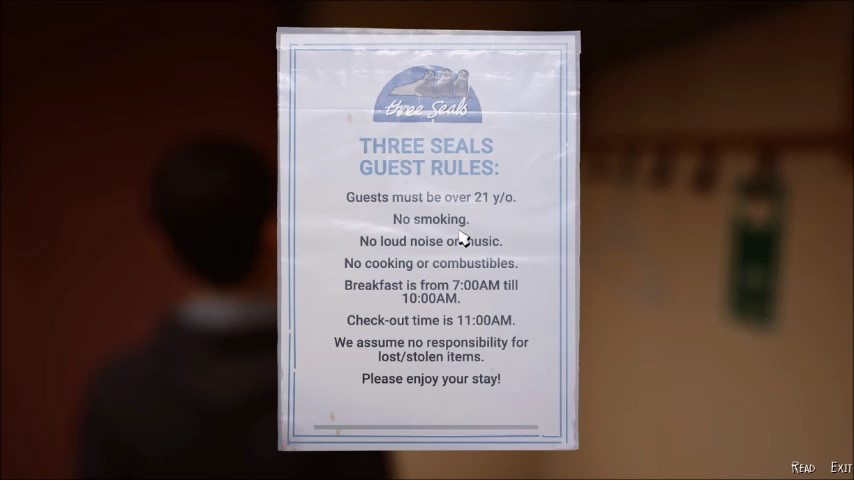 three Seals
THREE SEALS
GUEST RULES:
Guests must be over 21 y/o.
No smoking.
No loud noise or music.
No cooking or combustibles.
Breakfast is from 7:00AM till
10:00AM.
Check-out time is 11:00AM.
We assume no responsibility for
lost/stolen items.
Please enjoy your stay!
READ EXIT